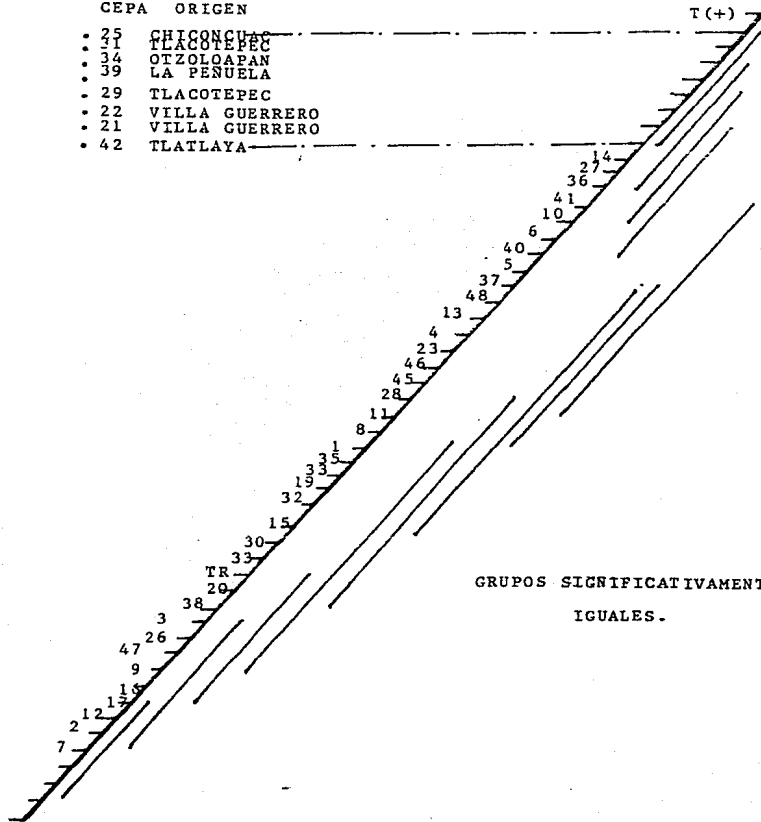 CEPA ORIGEN
T(+)
25 CHICONCUAC
31 TLACOTEPEC
34 OTZOLOAPAN
39 LA PEÑUELA
29 TLACOTEPEC
22 VILLA GUERRERO
21 VILLA GUERRERO
42 TLATLAYA
14
27
36
41
10
6
40
5
37
48
13
4
23
46
45
28
11
8
1
35
33
19
32
15
30
33
TR
20
38
3
26
47
9
17
12
2
7
GRUPOS SIGNIFICATIVAMENT
IGUALES.